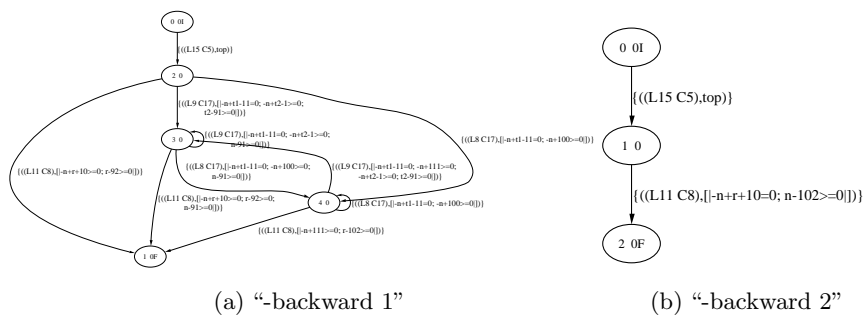 0 0I
{((L15 C5),top)}
2 0
{((L9 C17),[|-n+t1-11=0; -n+t2-1>=0;
t2-91>=0|])}
3 0
{((L9 C17),[|-n+t1-11=0; -n+t2-1>=0;
n-91>=0|])}
{((L8 C17),[|-n+t1-11=0; -n+100>=0|])}
{((L8 C17),[|-n+t1-11=0; -n+100>=0;
n-91>=0|])}
{((L9 C17),[|-n+t1-11=0; -n+111>=0;
-n+t2-1>=0; t2-91>=0|])}
{((L11 C8),[|-n+r+10>=0; r-92>=0|])}
{((L11 C8),[|-n+r+10>=0; r-92>=0;
n-91>=0|])}
4 0
{((L8 C17),[|-n+t1-11=0; -n+100>=0|])}
{((L11 C8),[|-n+111>=0; r-102>=0|])}
1 0F
(a) “-backward 1”
0 0I
{((L15 C5),top)}
1 0
{((L11 C8),[|-n+r+10=0; n-102>=0|])}
2 0F
(b) “-backward 2”